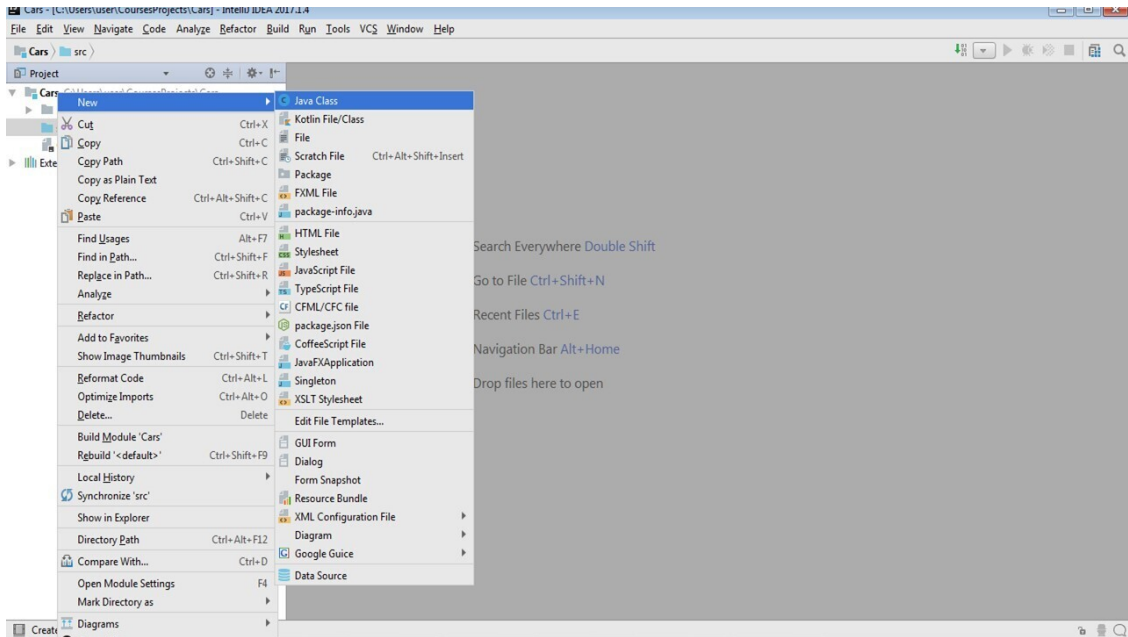 Cars - [C:\Users\user\CoursesProjects\Cars] - IntelliJ IDEA 2017.1.4
File Edit View Navigate Code Analyze Refactor Build Run Tools VCS Window Help
Cars src
Project
Cars
Exte
New
Cut Ctrl+X
Copy Ctrl+C
Copy Path Ctrl+Shift+C
Copy as Plain Text
Copy Reference Ctrl+Alt+Shift+C
Paste Ctrl+V
Find Usages Alt+F7
Find in Path... Ctrl+Shift+F
Replace in Path... Ctrl+Shift+R
Analyze
Refactor
Add to Favorites
Show Image Thumbnails Ctrl+Shift+T
Reformat Code Ctrl+Alt+L
Optimize Imports Ctrl+Alt+O
Delete... Delete
Build Module 'Cars'
Rebuild '<default>' Ctrl+Shift+F9
Local History
Synchronize 'src'
Show in Explorer
Directory Path Ctrl+Alt+F12
Compare With... Ctrl+D
Open Module Settings F4
Mark Directory as
Diagrams
Java Class
Kotlin File/Class
File
Scratch File Ctrl+Alt+Shift+Insert
Package
FXML File
package-info.java
HTML File
Stylesheet
JavaScript File
TypeScript File
CFML/CFC file
package.json File
CoffeeScript File
JavaFXApplication
Singleton
XSLT Stylesheet
Edit File Templates...
GUI Form
Dialog
Form Snapshot
Resource Bundle
XML Configuration File
Diagram
Google Guice
Data Source
Search Everywhere Double Shift
Go to File Ctrl+Shift+N
Recent Files Ctrl+E
Navigation Bar Alt+Home
Drop files here to open
Create